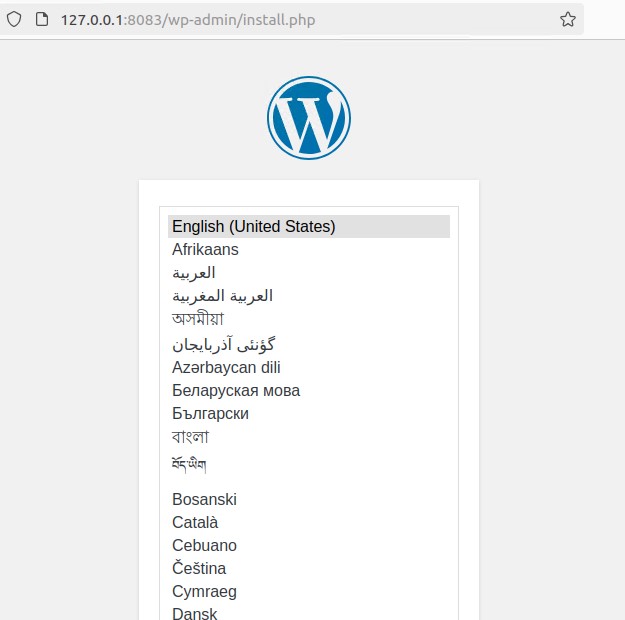 127.0.0.1:8083/wp-admin/install.php
W
English (United States)
Afrikaans
العربية
العربية المغربية
অসমীয়া
گؤنئی آذربایجان
Azərbaycan dili
Беларуская мова
Български
বাংলা
བོད་ཡིག
Bosanski
Català
Cebuano
Čeština
Cymraeg
Dansk